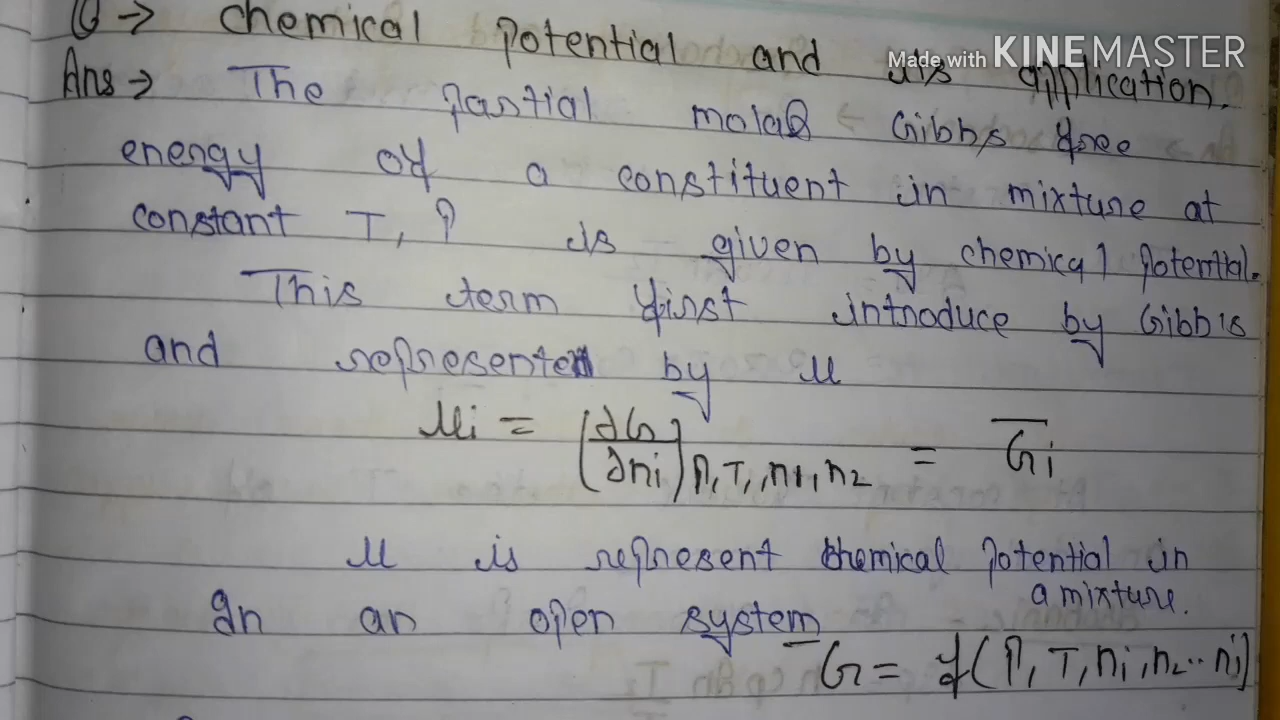 Q → chemical potential and its application.
Made with KINEMASTER
Ans → The partial molar Gibbs free
energy of a constituent in mixture at
constant T, P is given by chemical potential.
This term first introduce by Gibb's
and represented by μ
μi = (∂G/∂ni)P,T,,n1,n2 = G̅i
μ is represent chemical potential in
a mixture.
In an open system
G = f(P, T, ni, n2..ni)